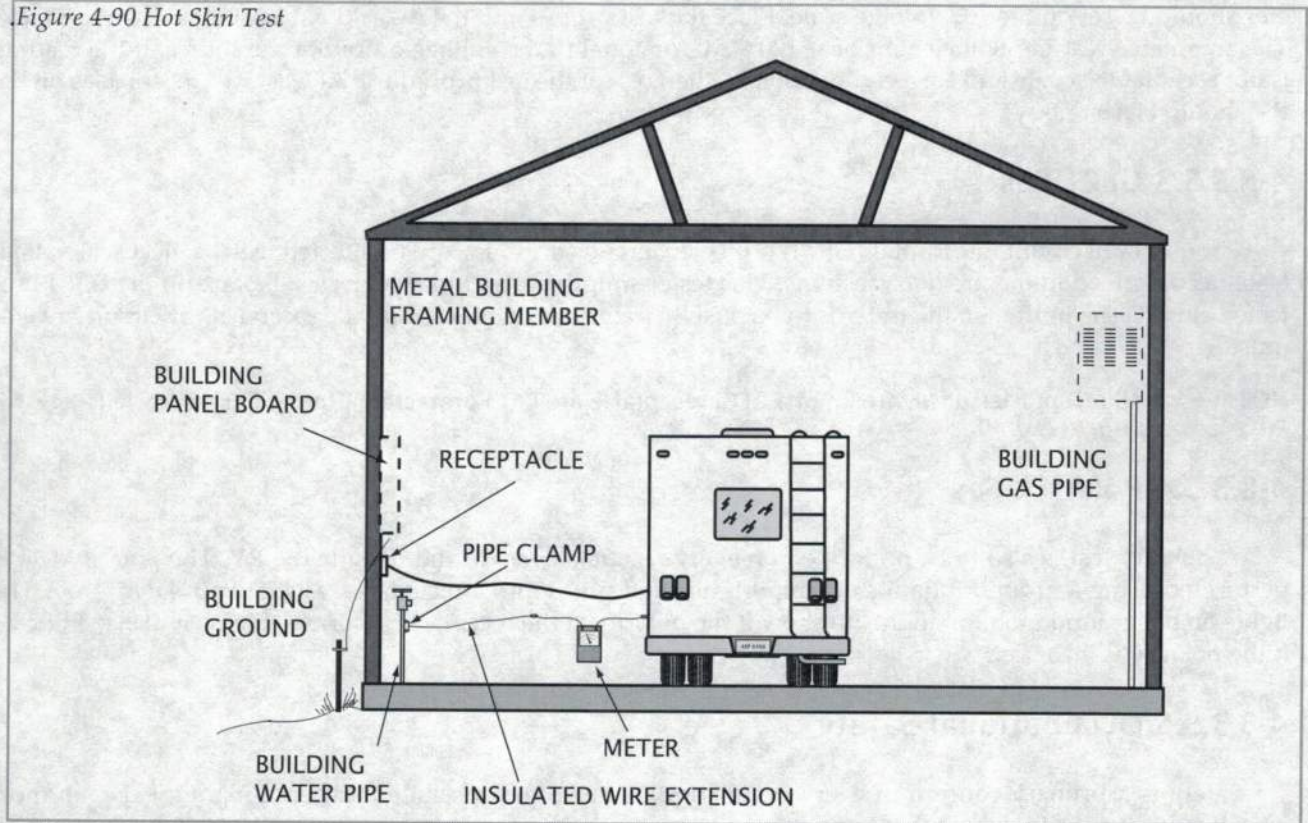 Figure 4-90 Hot Skin Test
METAL BUILDING
FRAMING MEMBER
BUILDING
PANEL BOARD
RECEPTACLE
BUILDING
GAS PIPE
PIPE CLAMP
BUILDING
GROUND
METER
BUILDING
WATER PIPE
INSULATED WIRE EXTENSION